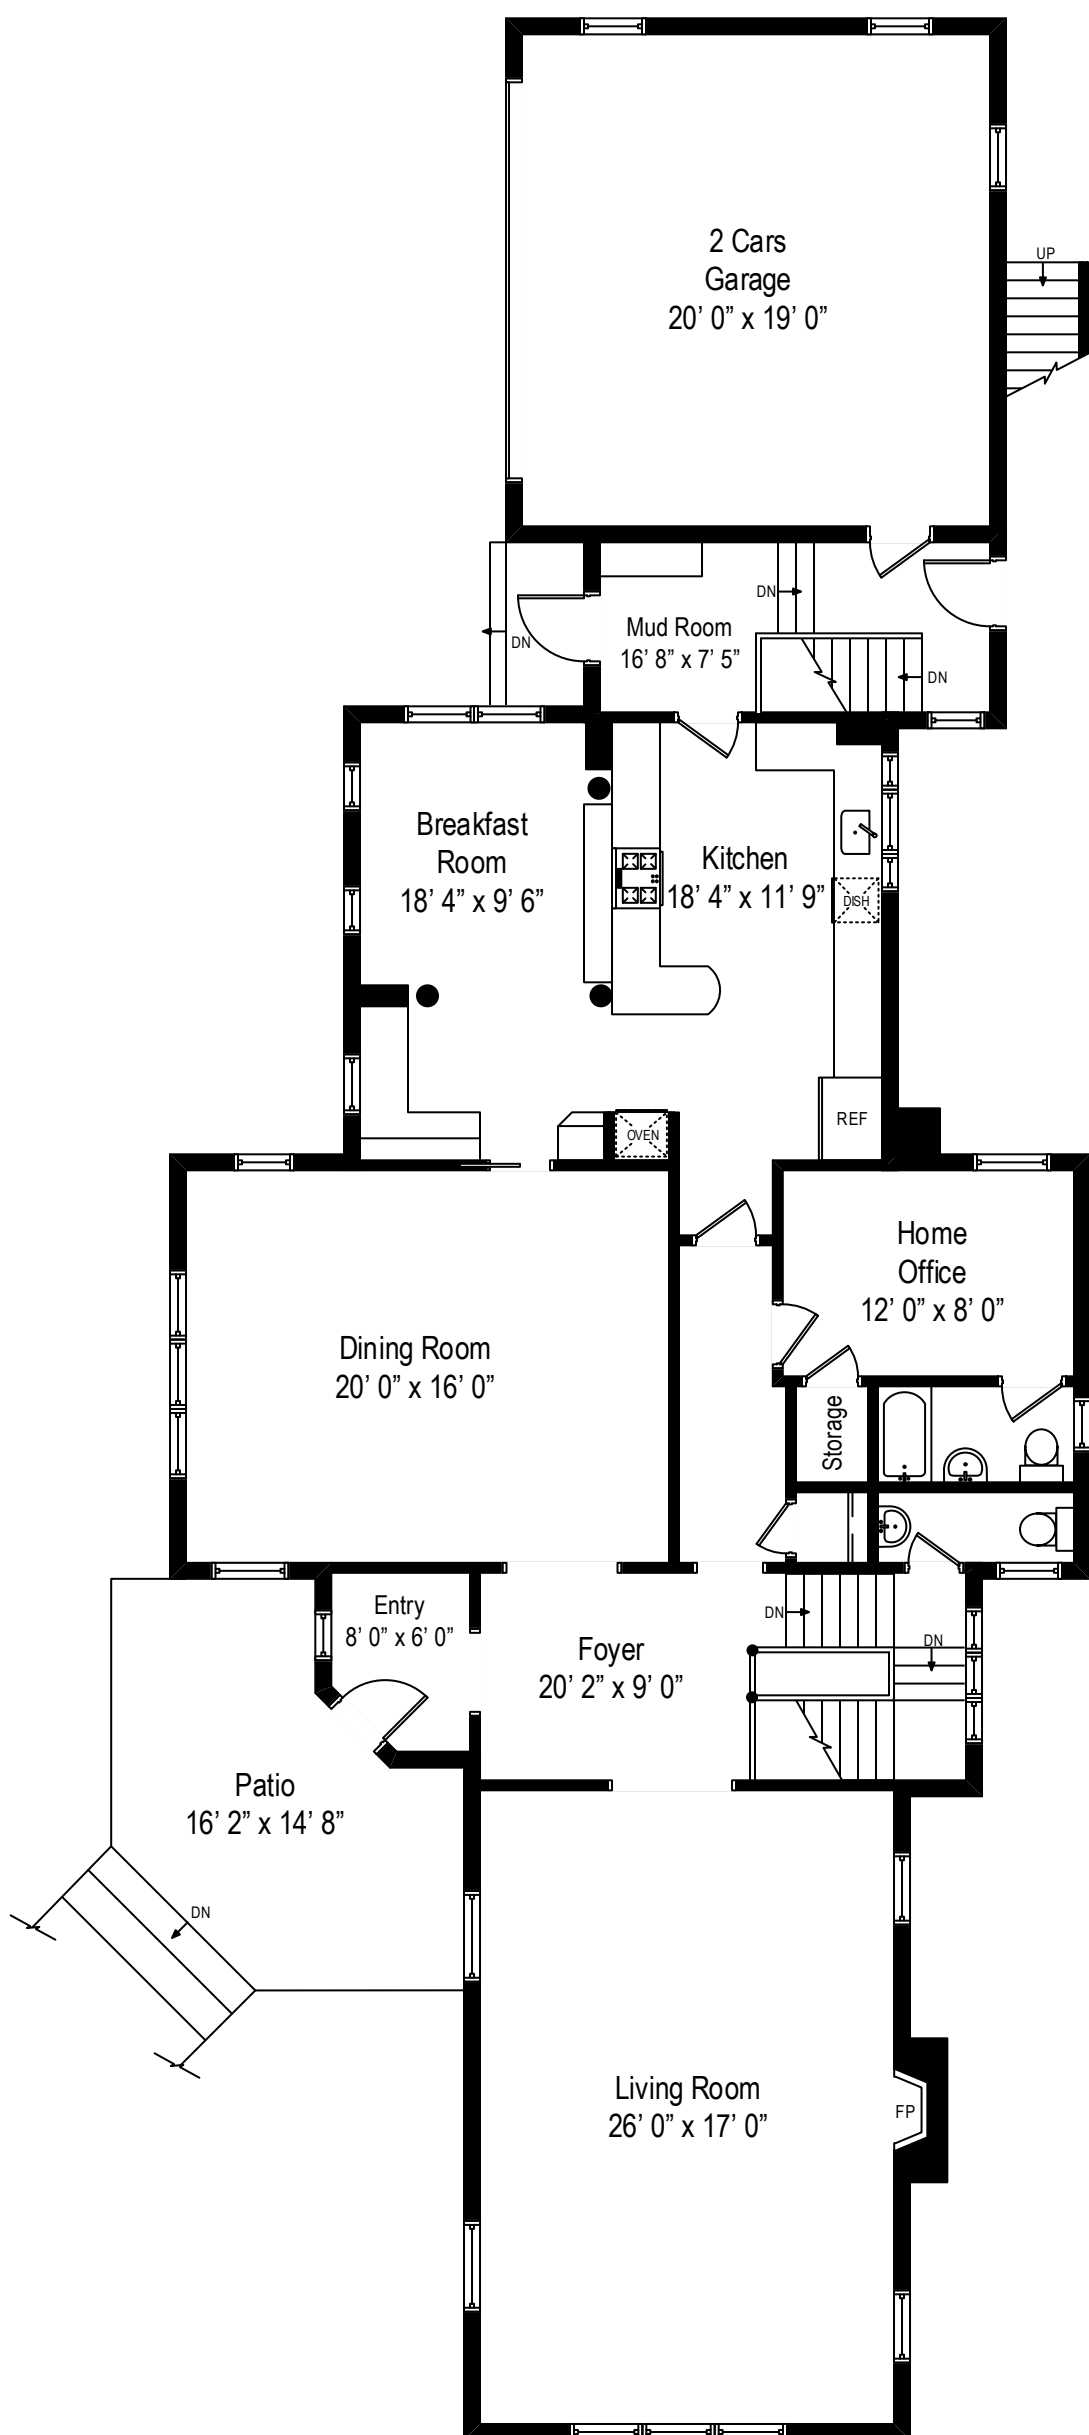 2 Cars
Garage
20' 0” x 19' 0”
UP
DN
DN
Mud Room
16' 8” x 7' 5”
DN
Breakfast
Room
18' 4” x 9' 6”
Kitchen
18' 4” x 11' 9”
DISH
REF
OVEN
Home
Office
12' 0” x 8' 0”
Dining Room
20' 0” x 16' 0”
Storage
Entry
8' 0” x 6' 0”
DN
DN
Foyer
20' 2” x 9' 0”
Patio
16' 2” x 14' 8”
DN
Living Room
26' 0” x 17' 0”
FP